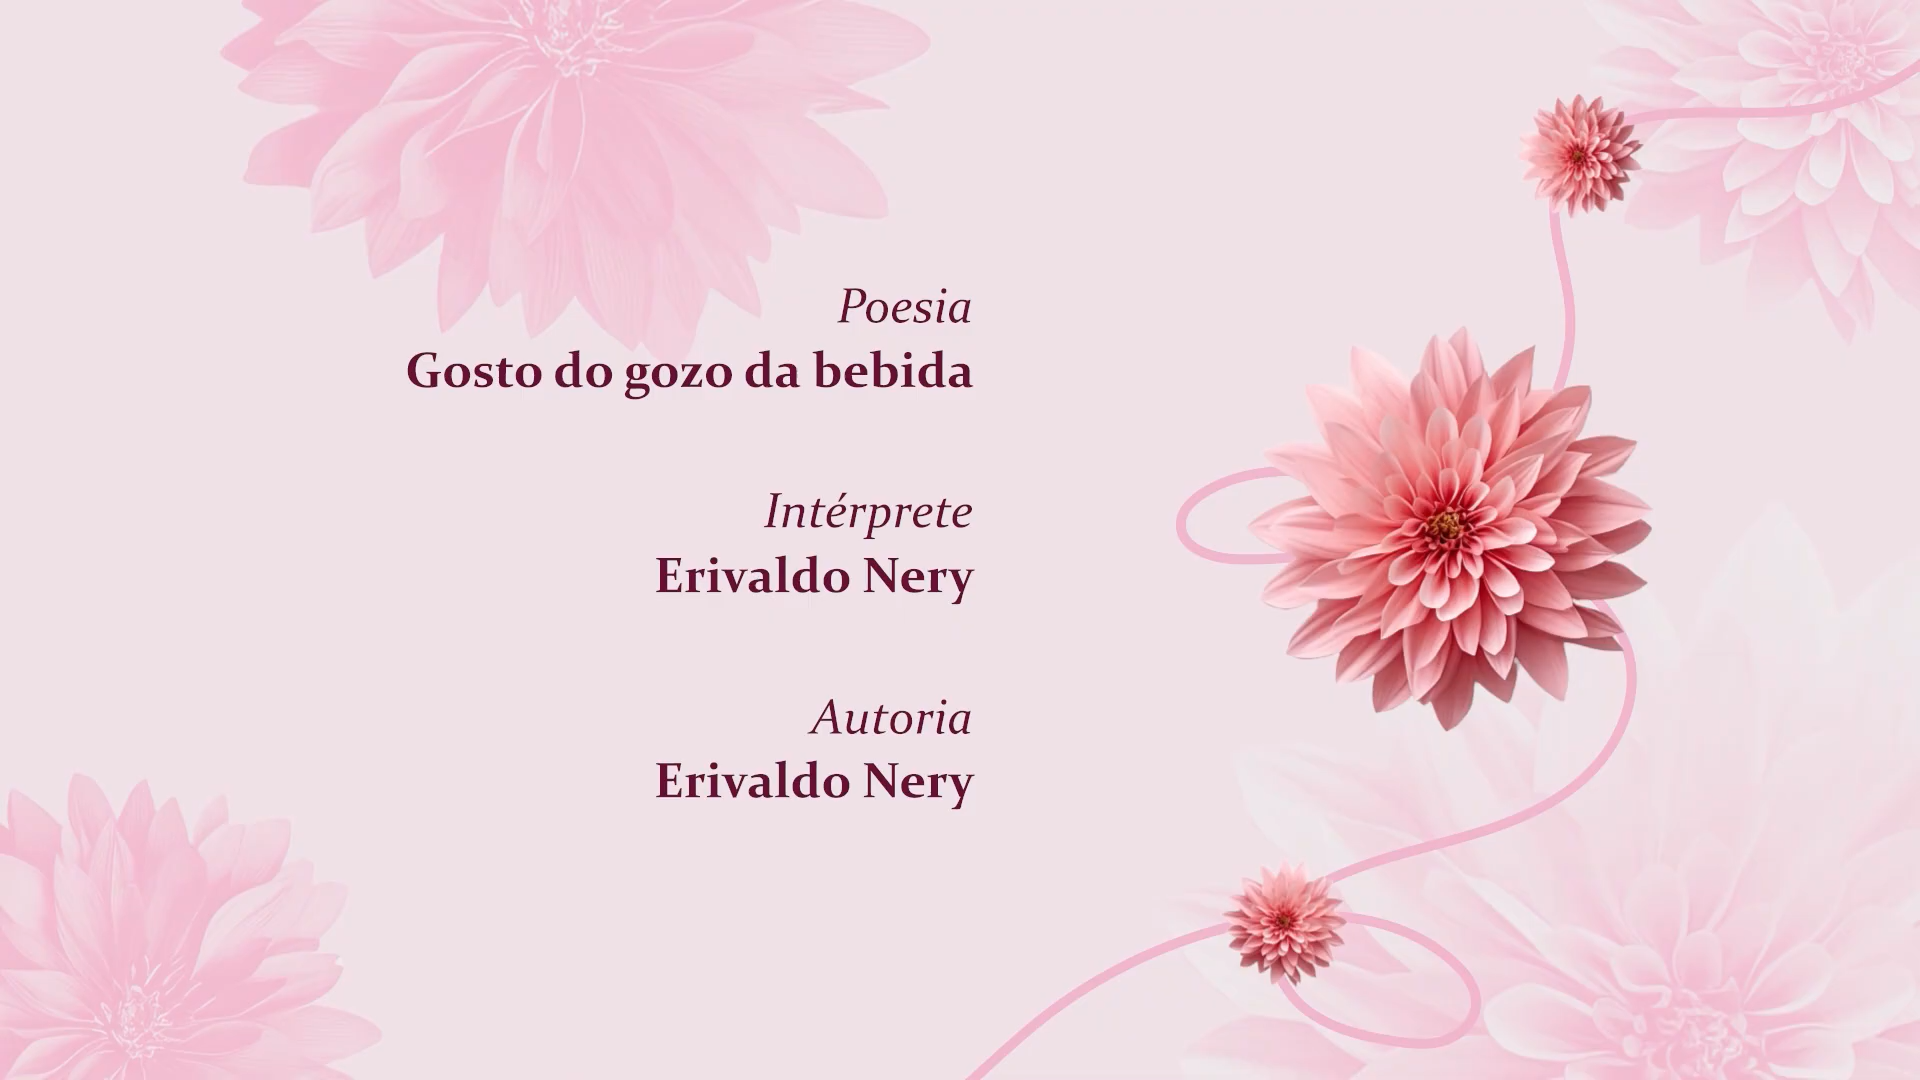 Poesia
Gosto do gozo da bebida
Intérprete
Erivaldo Nery
Autoria
Erivaldo Nery